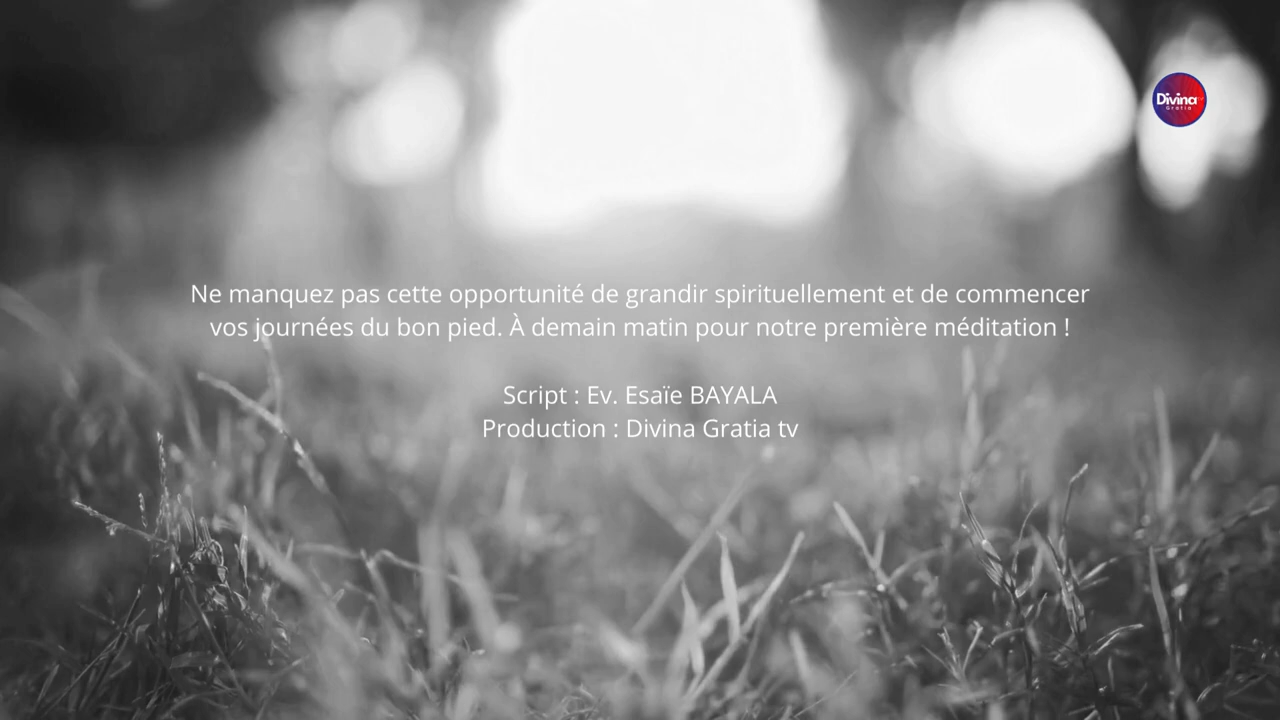 Divina
Gratia
Ne manquez pas cette opportunité de grandir spirituellement et de commencer
vos journées du bon pied. À demain matin pour notre première méditation !
Script : Ev. Esaïe BAYALA
Production : Divina Gratia tv